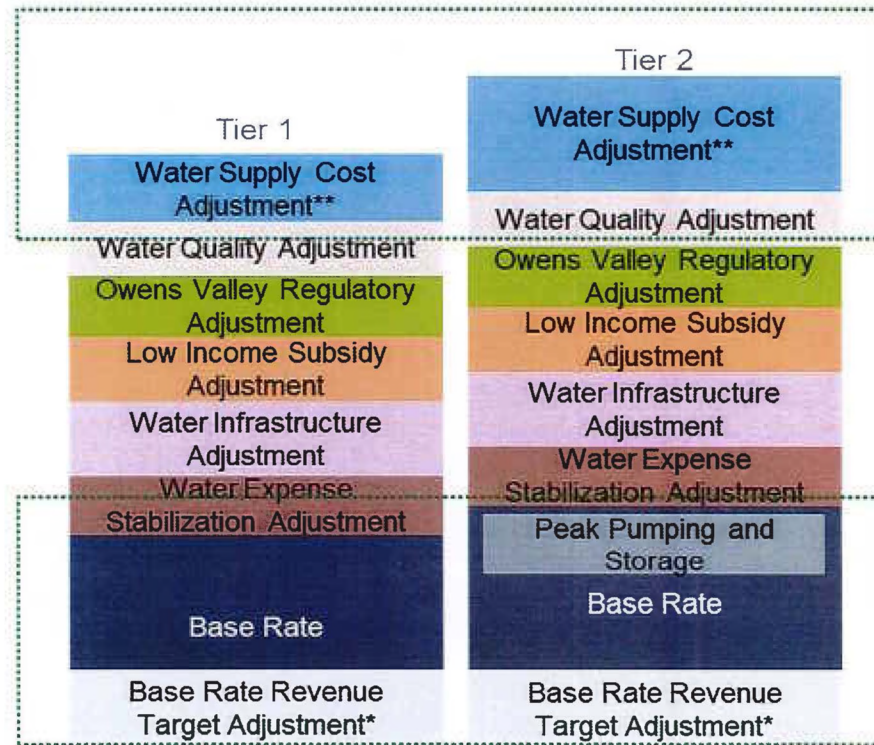 Tier 1
Water Supply Cost
Adjustment**
Water Quality Adjustment
Owens Valley Regulatory
Adjustment
Low Income Subsidy
Adjustment
Water Infrastructure
Adjustment
Water Expense
Stabilization Adjustment
Base Rate
Base Rate Revenue
Target Adjustment*
Tier 2
Water Supply Cost
Adjustment**
Water Quality Adjustment
Owens Valley Regulatory
Adjustment
Low Income Subsidy
Adjustment
Water Infrastructure
Adjustment
Water Expense
Stabilization Adjustment
Peak Pumping and
Storage
Base Rate
Base Rate Revenue
Target Adjustment*